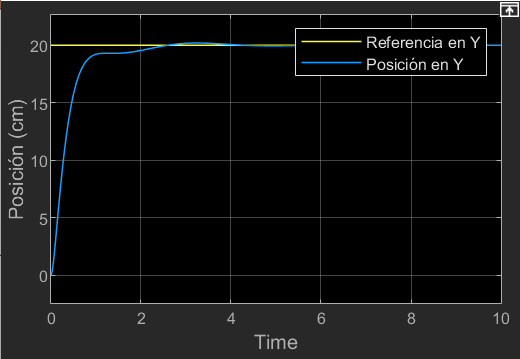 Referencia en Y
Posición en Y
Posición (cm)
20
15
10
5
0
0 2 4 6 8 10
Time